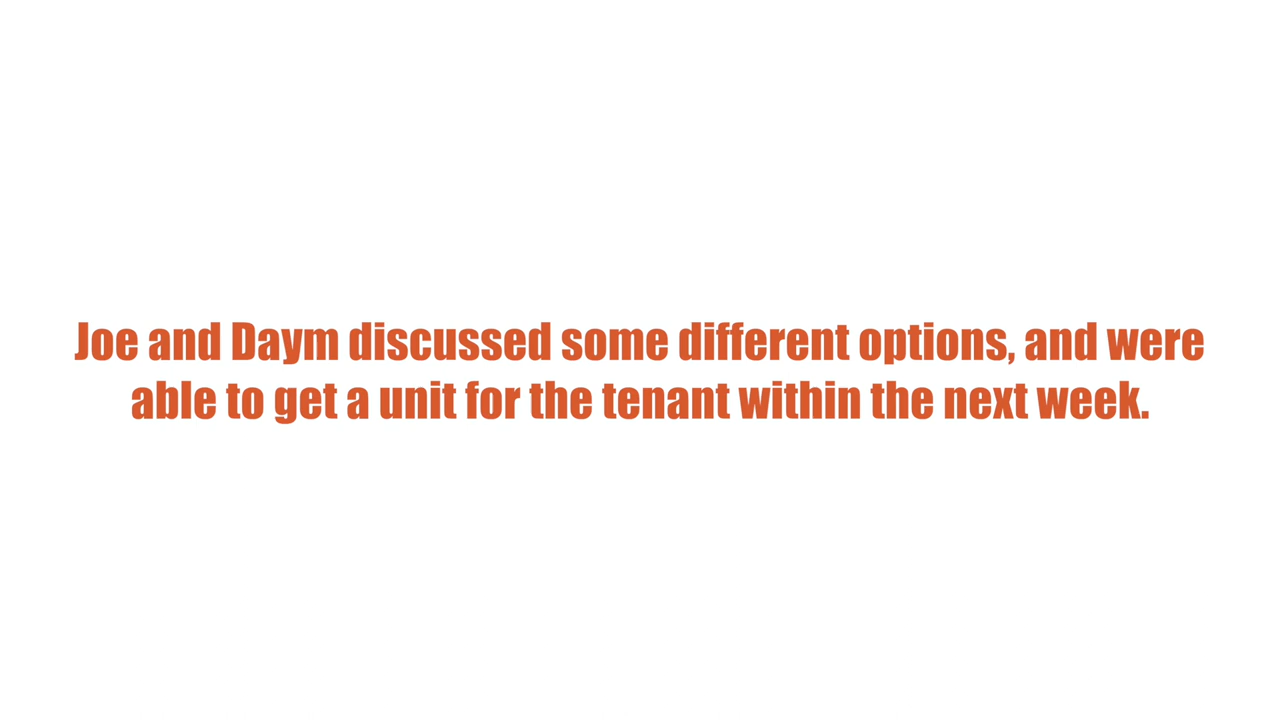 Joe and Daym discussed some different options, and were
able to get a unit for the tenant within the next week.